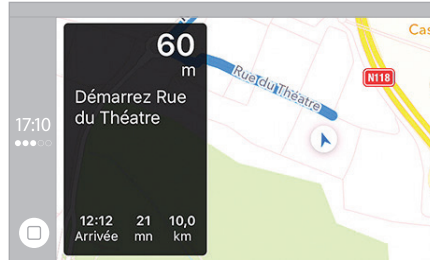 60
m
Démarrez Rue
du Théatre
12:12 21 10,0
Arrivée mn km
17:10
Rue du Théatre
N118
Cas